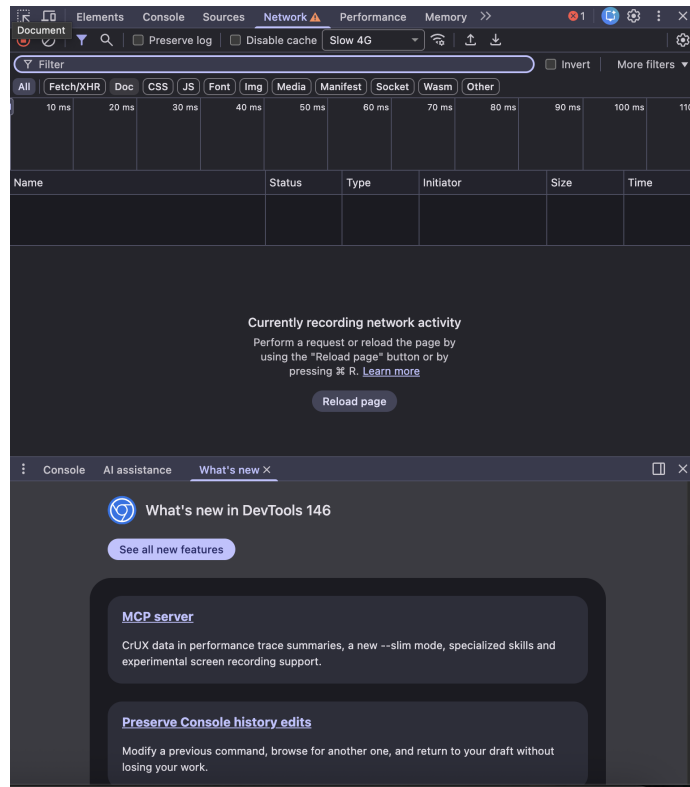 Elements Console Sources Network Performance Memory 1
Document
Preserve log Disable cache Slow 4G
Filter Invert More filters
All Fetch/XHR Doc CSS JS Font Img Media Manifest Socket Wasm Other
10 ms 20 ms 30 ms 40 ms 50 ms 60 ms 70 ms 80 ms 90 ms 100 ms 110
Name Status Type Initiator Size Time
Currently recording network activity
Perform a request or reload the page by
using the "Reload page" button or by
pressing ⌘ R. Learn more
Reload page
Console AI assistance What's new
What's new in DevTools 146
See all new features
MCP server
CrUX data in performance trace summaries, a new --slim mode, specialized skills and
experimental screen recording support.
Preserve Console history edits
Modify a previous command, browse for another one, and return to your draft without
losing your work.